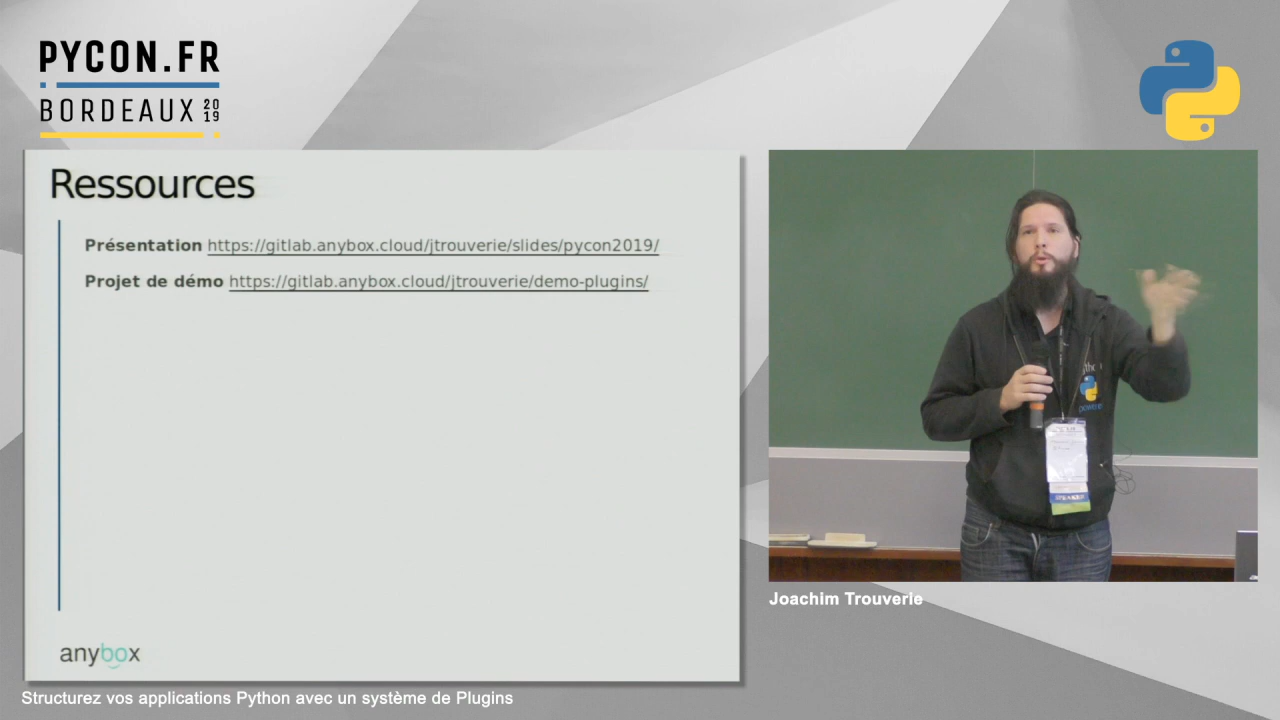 PYCON.FR
BORDEAUX 2019
Ressources
Présentation https://gitlab.anybox.cloud/jtrouverie/slides/pycon2019/
Projet de démo https://gitlab.anybox.cloud/jtrouverie/demo-plugins/
anybox
Joachim Trouverie
Structurez vos applications Python avec un système de Plugins